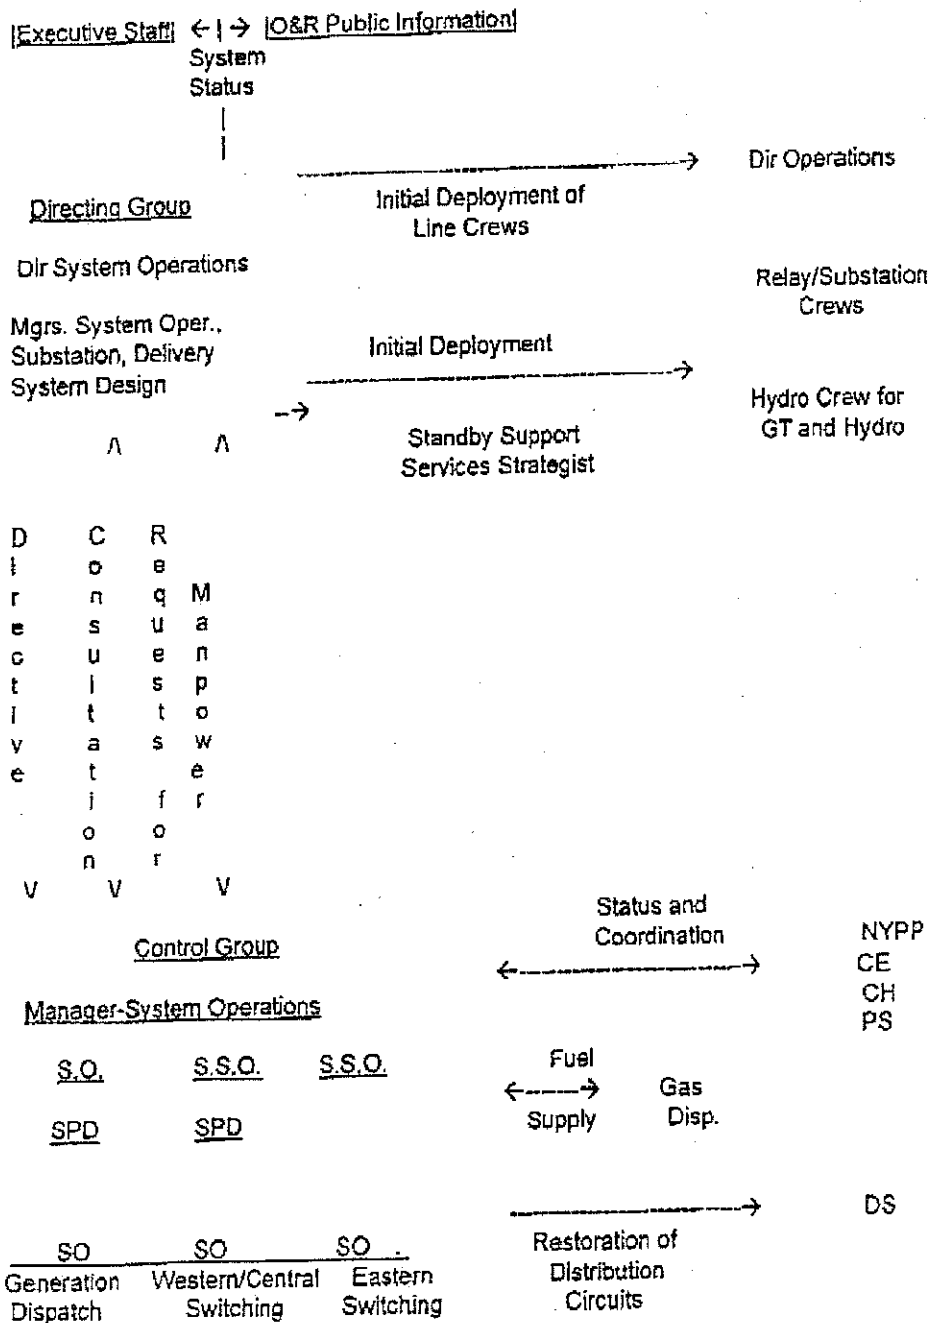 |Executive Staff| ←|→ |O&R Public Information|
System
Status
|
|
Dir Operations
Directing Group
Initial Deployment of
Line Crews
Dir System Operations
Relay/Substation
Crews
Mgrs. System Oper.,
Substation, Delivery
System Design
Initial Deployment
Hydro Crew for
GT and Hydro
Standby Support
Services Strategist
Directive
Consultation
Requests for
Manpower
Status and
Coordination
NYPP
CE
CH
PS
Control Group
Manager-System Operations
S.O. S.S.O. S.S.O.
Fuel
Supply
Gas
Disp.
SPD SPD
DS
Restoration of
Distribution
Circuits
SO SO SO .
Generation
Dispatch
Western/Central
Switching
Eastern
Switching